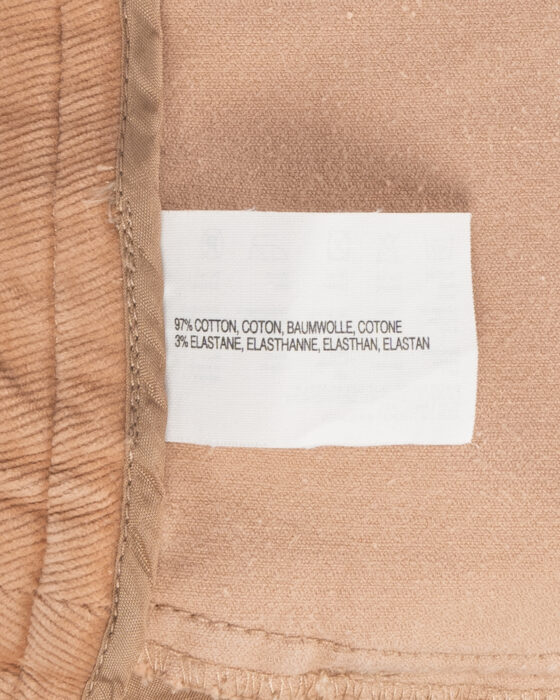 97% COTTON, COTON, BAUMWOLLE, COTONE
3% ELASTANE, ELASTHANNE, ELASTHAN, ELASTAN